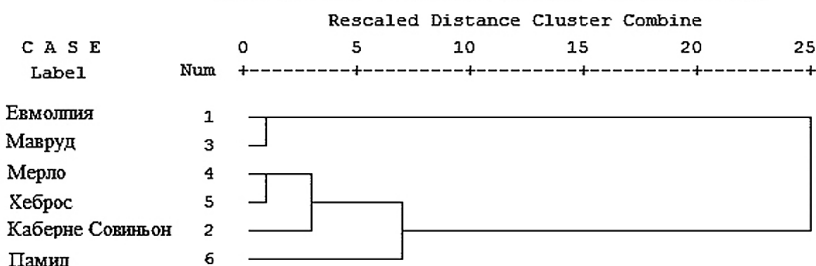 Rescaled Distance Cluster Combine
C A S E 0 5 10 15 20 25
Label Num
Евмолпия 1
Мавруд 3
Мерло 4
Хеброс 5
Каберне Совиньон 2
Памид 6